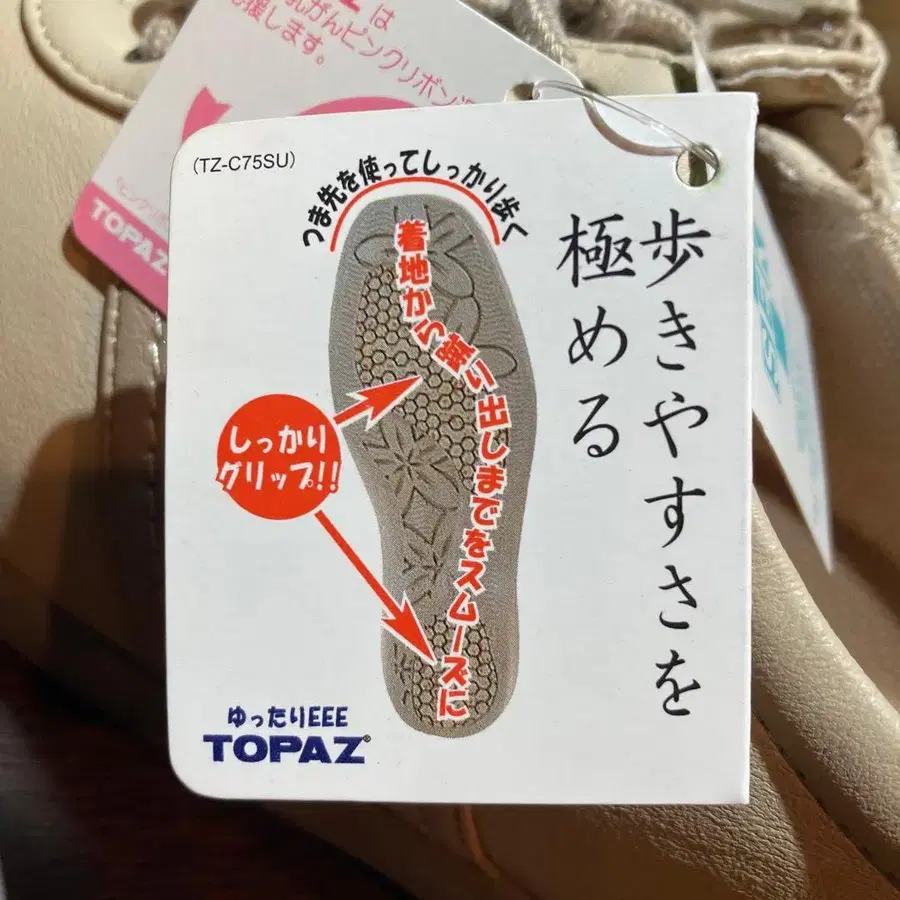 は
乳がんピンクリボン運
応援します。
TOPAZ
(TZ-C75SU)
つま先を使ってしっかり歩く
着地から蹴り出しまでをスムーズに
しっかり
グリップ!!
歩きやすさを
極める
ゆったりEEE
TOPAZ®